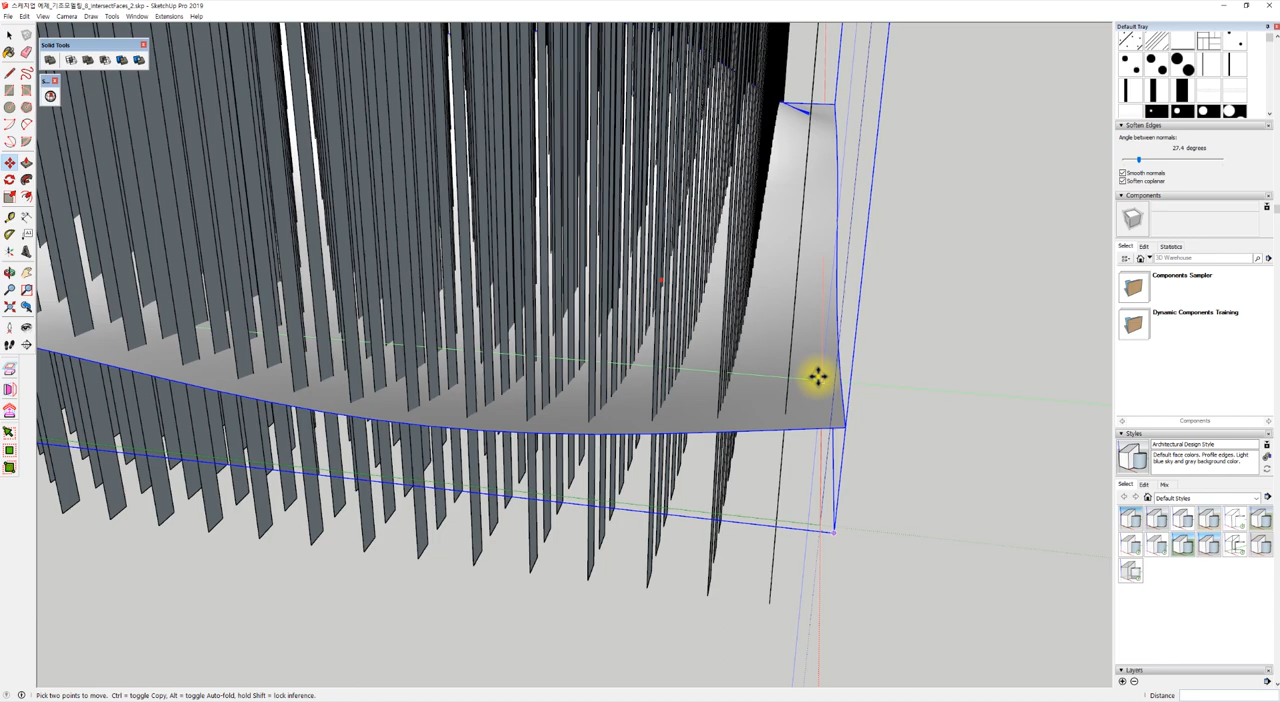 스케치업 예제_기초모델링_8_IntersectFaces_2.skp - SketchUp Pro 2019
File Edit View Camera Draw Tools Window Extensions Help
Default Tray
Solid Tools
S...
Soften Edges
Angle between normals:
27.4 degrees
Smooth normals
Soften coplanar
Components
Select Edit Statistics
3D Warehouse
Components Sampler
Dynamic Components Training
Components
Styles
Architectural Design Style
Default face colors. Profile edges. Light
blue sky and gray background color.
Select Edit Mix
Default Styles
Layers
Pick two points to move. Ctrl = toggle Copy, Alt = toggle Auto-fold, hold Shift = lock inference.
Distance